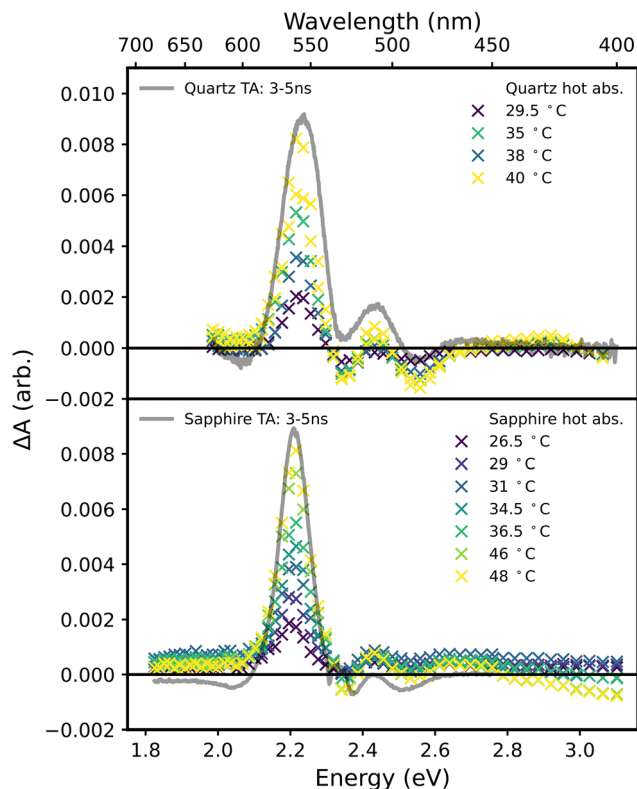 Wavelength (nm)
700 650 600 550 500 450 400
0.010
0.008
0.006
0.004
0.002
0.000
−0.002
Quartz TA: 3-5ns
Quartz hot abs.
29.5 °C
35 °C
38 °C
40 °C
ΔA (arb.)
0.008
0.006
0.004
0.002
0.000
−0.002
Sapphire TA: 3-5ns
Sapphire hot abs.
26.5 °C
29 °C
31 °C
34.5 °C
36.5 °C
46 °C
48 °C
1.8 2.0 2.2 2.4 2.6 2.8 3.0
Energy (eV)